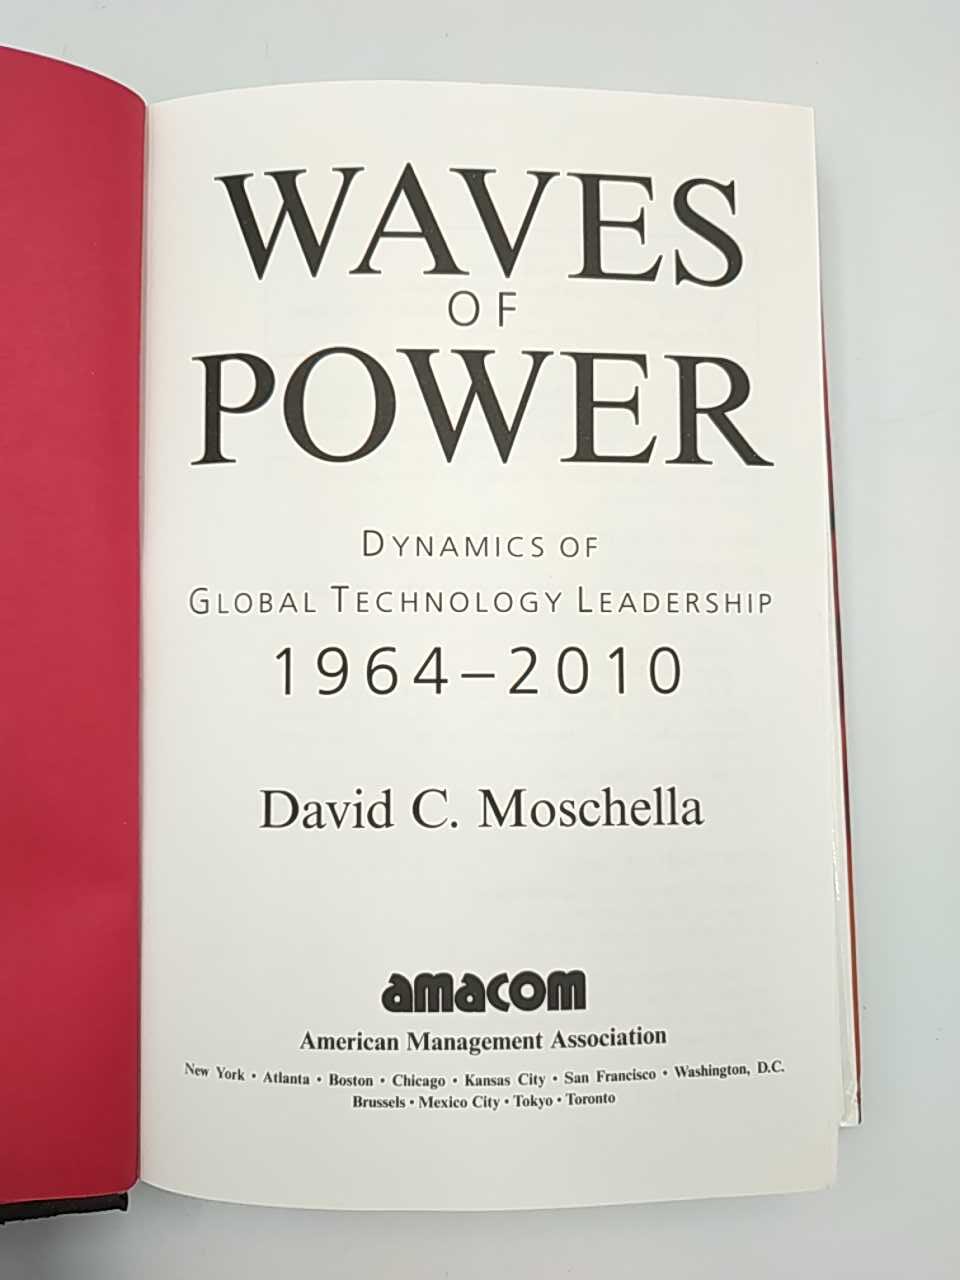 WAVES
OF
POWER
DYNAMICS OF
GLOBAL TECHNOLOGY LEADERSHIP
1964–2010
David C. Moschella
amacom
American Management Association
New York • Atlanta • Boston • Chicago • Kansas City • San Francisco • Washington, D.C.
Brussels • Mexico City • Tokyo • Toronto